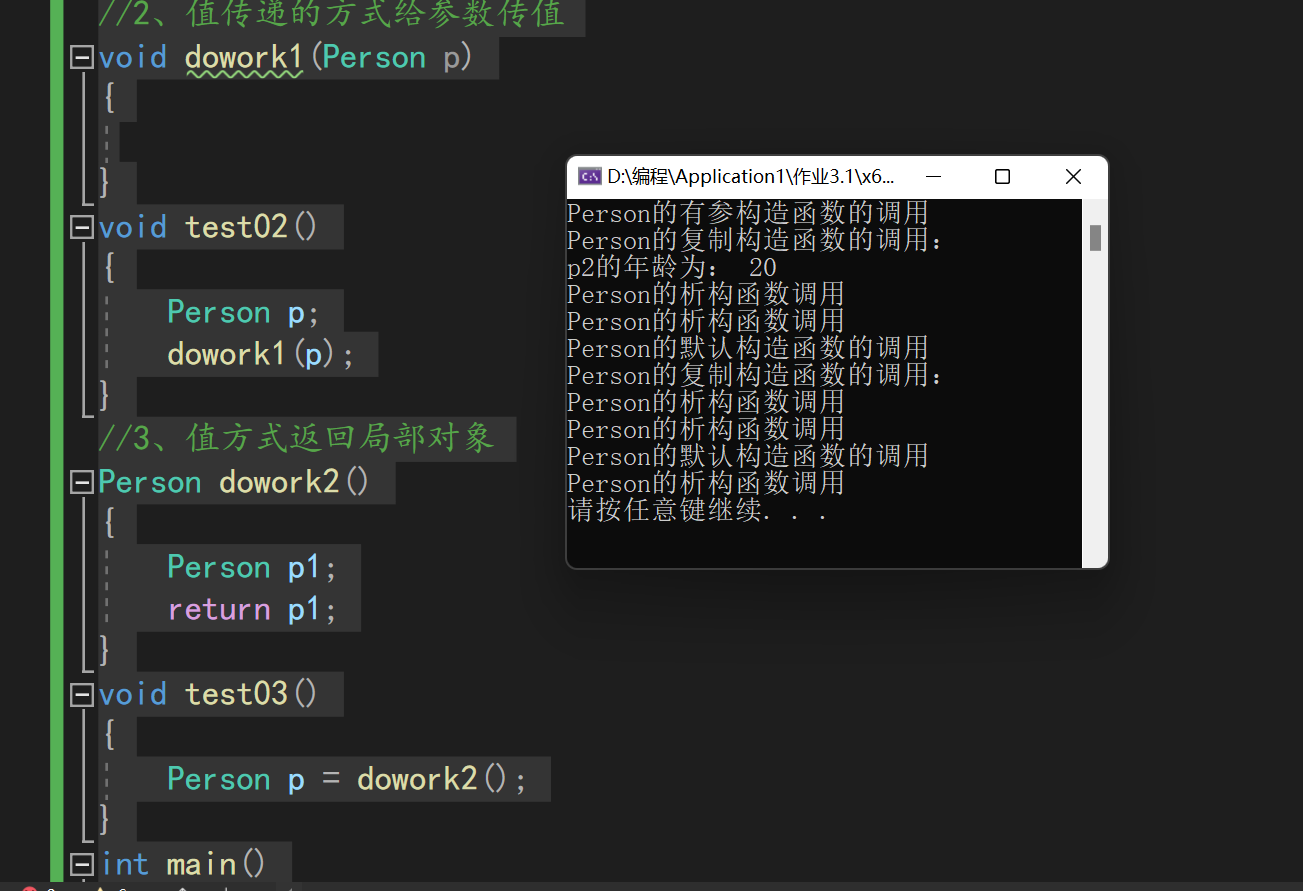 //2、值传递的方式给参数传值
void dowork1(Person p)
{
}
void test02()
{
Person p;
dowork1(p);
}
//3、值方式返回局部对象
Person dowork2()
{
Person p1;
return p1;
}
void test03()
{
Person p = dowork2();
}
int main()
D:\编程\Application1\作业3.1\x6...
Person的有参构造函数的调用
Person的复制构造函数的调用:
p2的年龄为: 20
Person的析构函数调用
Person的析构函数调用
Person的默认构造函数的调用
Person的复制构造函数的调用:
Person的析构函数调用
Person的析构函数调用
Person的默认构造函数的调用
Person的析构函数调用
请按任意键继续. . .